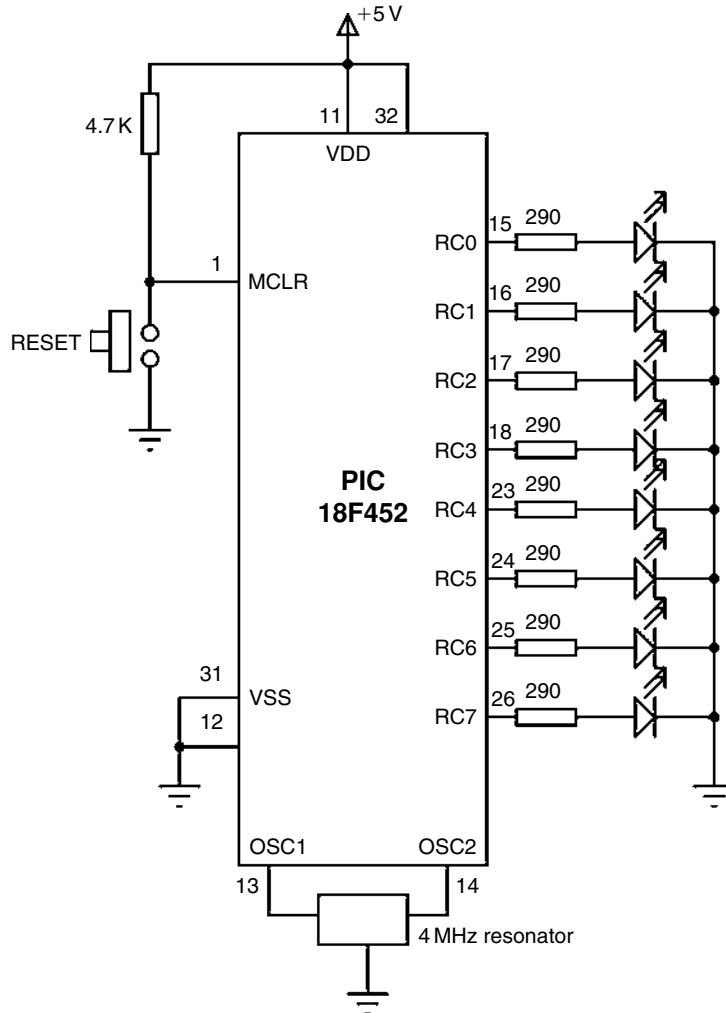 +5 V
4.7 K
11
32
VDD
1
MCLR
RESET
RC0
15
290
RC1
16
290
RC2
17
290
RC3
18
290
PIC
18F452
RC4
23
290
RC5
24
290
RC6
25
290
RC7
26
290
31
VSS
12
OSC1
OSC2
13
14
4 MHz resonator